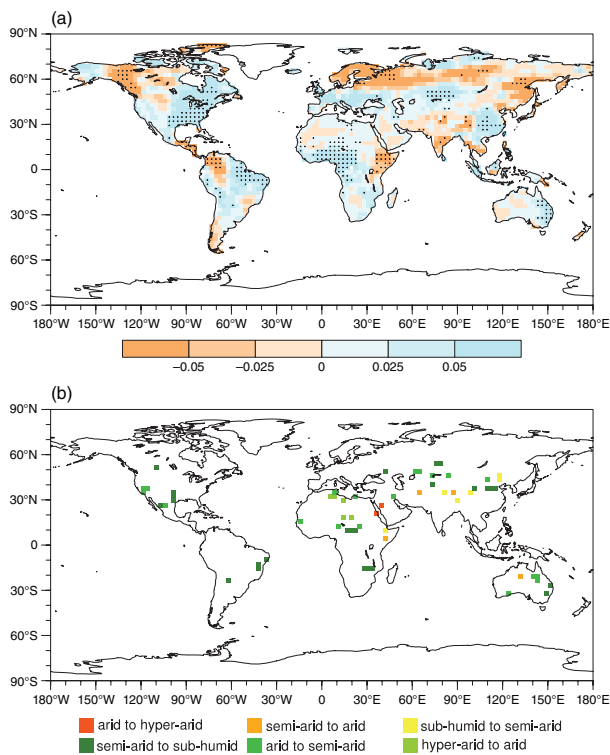 (a)
90°N
60°N
30°N
0
30°S
60°S
90°S
180°W 150°W 120°W 90°W 60°W 30°W 0 30°E 60°E 90°E 120°E 150°E 180°E
−0.05 −0.025 0 0.025 0.05
(b)
90°N
60°N
30°N
0
30°S
60°S
90°S
180°W 150°W 120°W 90°W 60°W 30°W 0 30°E 60°E 90°E 120°E 150°E 180°E
arid to hyper-arid semi-arid to arid sub-humid to semi-arid
semi-arid to sub-humid arid to semi-arid hyper-arid to arid